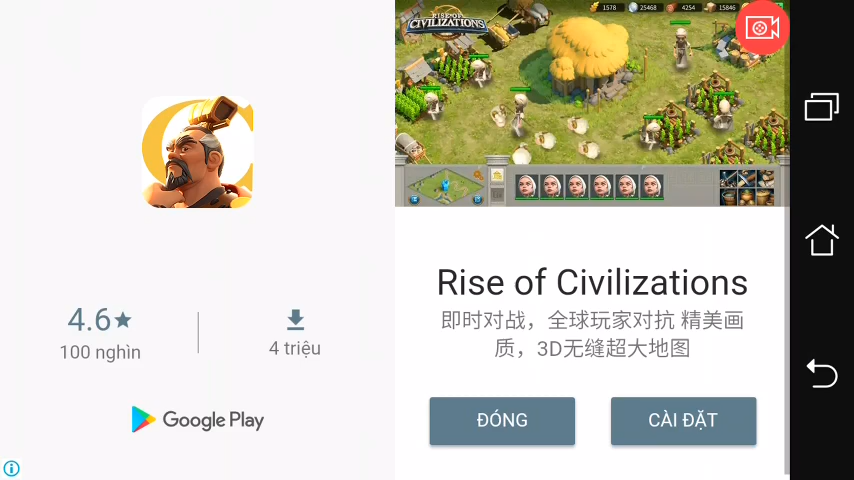 RISE OF
CIVILIZATIONS
1578
25468
4254
15846
4.6★
100 nghìn
4 triệu
Google Play
Rise of Civilizations
即时对战，全球玩家对抗 精美画
质，3D无缝超大地图
ĐÓNG
CÀI ĐẶT